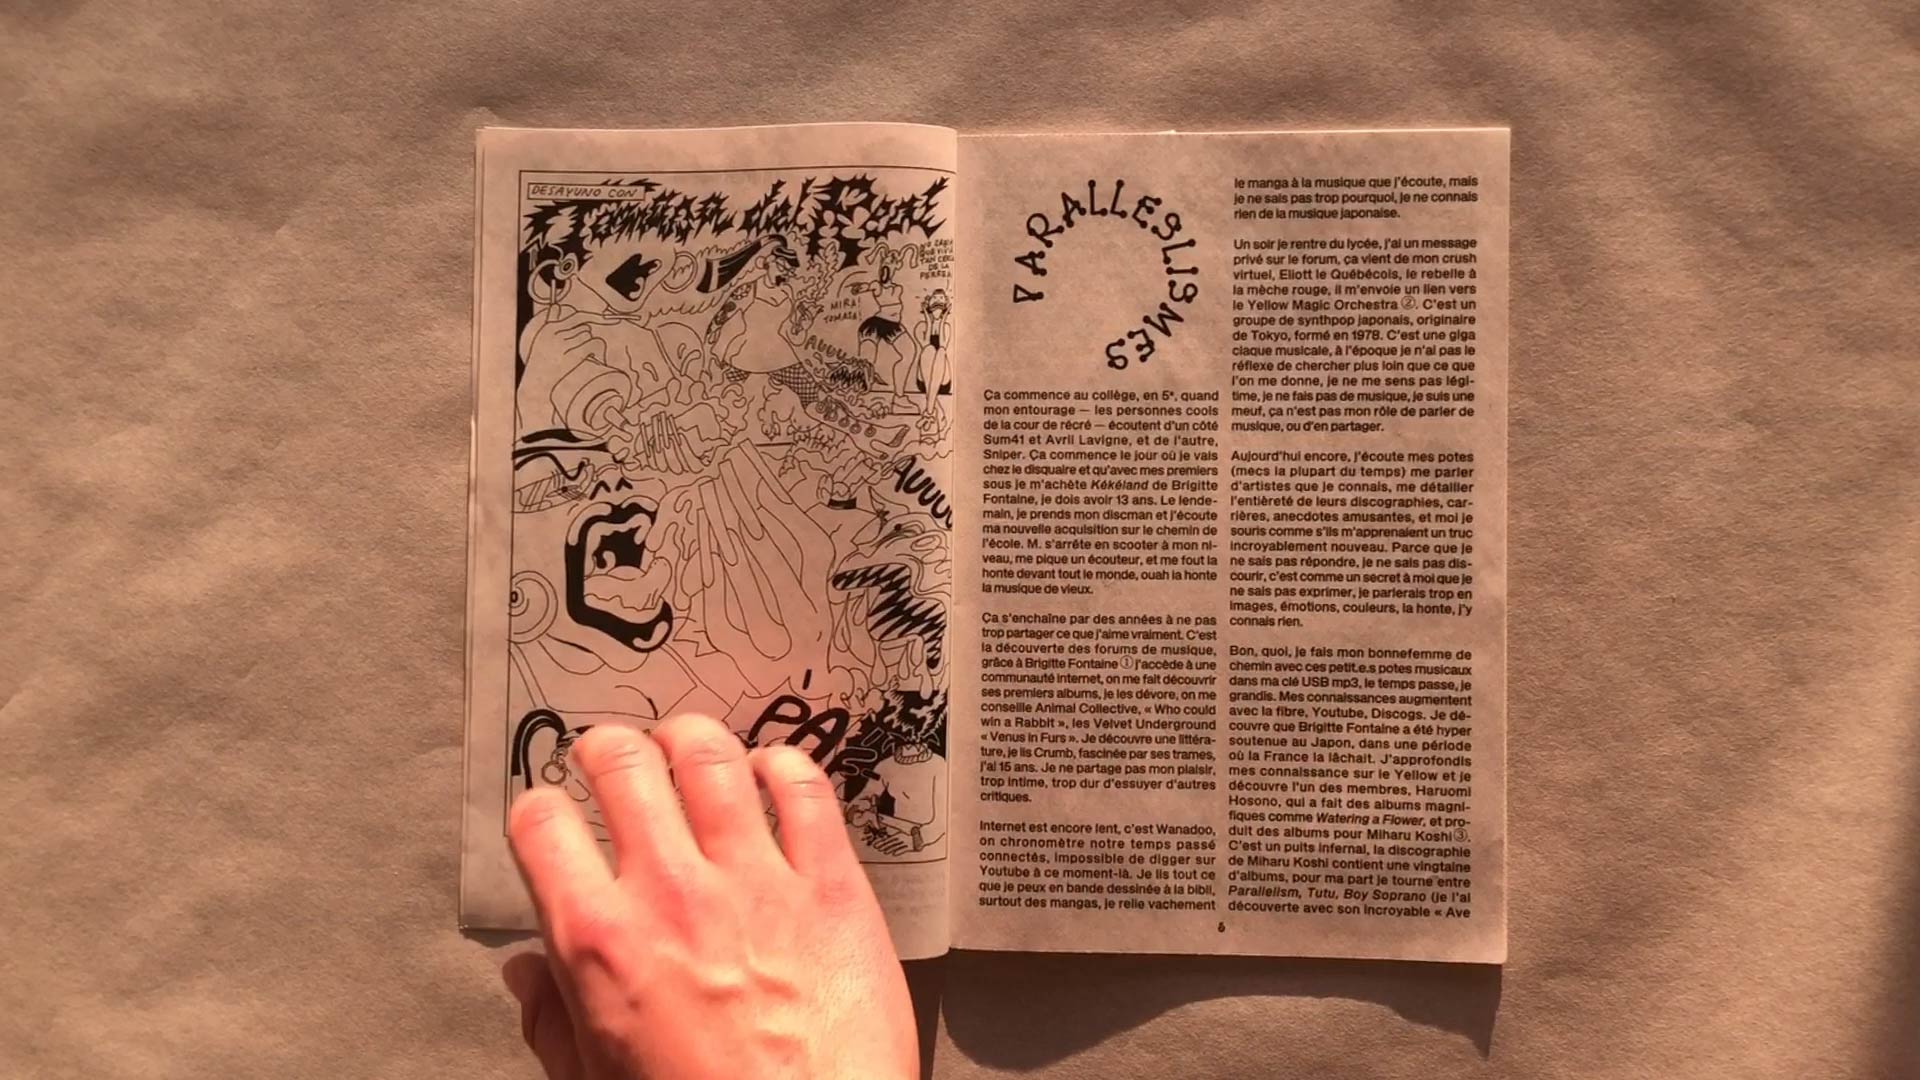 DESAYUNO CON
Tomasa del Real
NO SABIA
QUE VIVIA
TAN CERCA
DE LA
PERREA
MIRA!
TOMASA!
AUUU
AUUUU
¡PAF
PARALLESLISMES
Ça commence au collège, en 5e, quand
mon entourage — les personnes cools
de la cour de récré — écoutent d'un côté
Sum41 et Avril Lavigne, et de l'autre,
Sniper. Ça commence le jour où je vais
chez le disquaire et qu'avec mes premiers
sous je m'achète Kékéland de Brigitte
Fontaine, je dois avoir 13 ans. Le lende-
main, je prends mon discman et j'écoute
ma nouvelle acquisition sur le chemin de
l'école. M. s'arrête en scooter à mon ni-
veau, me pique un écouteur, et me fout la
honte devant tout le monde, ouah la honte
la musique de vieux.
Ça s'enchaîne par des années à ne pas
trop partager ce que j'aime vraiment. C'est
la découverte des forums de musique,
grâce à Brigitte Fontaine ① j'accède à une
communauté internet, on me fait découvrir
ses premiers albums, je les dévore, on me
conseille Animal Collective, « Who could
win a Rabbit », les Velvet Underground
« Venus in Furs ». Je découvre une littéra-
ture, je lis Crumb, fascinée par ses trames,
j'ai 15 ans. Je ne partage pas mon plaisir,
trop intime, trop dur d'essuyer d'autres
critiques.
Internet est encore lent, c'est Wanadoo,
on chronomètre notre temps passé
connectés, impossible de digger sur
Youtube à ce moment-là. Je lis tout ce
que je peux en bande dessinée à la bibli,
surtout des mangas, je relie vachement
le manga à la musique que j'écoute, mais
je ne sais pas trop pourquoi, je ne connais
rien de la musique japonaise.
Un soir je rentre du lycée, j'ai un message
privé sur le forum, ça vient de mon crush
virtuel, Eliott le Québécois, le rebelle à
la mèche rouge, il m'envoie un lien vers
le Yellow Magic Orchestra ②. C'est un
groupe de synthpop japonais, originaire
de Tokyo, formé en 1978. C'est une giga
claque musicale, à l'époque je n'ai pas le
réflexe de chercher plus loin que ce que
l'on me donne, je ne me sens pas légi-
time, je ne fais pas de musique, je suis une
meuf, ça n'est pas mon rôle de parler de
musique, ou d'en partager.
Aujourd'hui encore, j'écoute mes potes
(mecs la plupart du temps) me parler
d'artistes que je connais, me détailler
l'entièreté de leurs discographies, car-
rières, anecdotes amusantes, et moi je
souris comme s'ils m'apprenaient un truc
incroyablement nouveau. Parce que je
ne sais pas répondre, je ne sais pas dis-
courir, c'est comme un secret à moi que je
ne sais pas exprimer, je parlerais trop en
images, émotions, couleurs, la honte, j'y
connais rien.
Bon, quoi, je fais mon bonnefemme de
chemin avec ces petit.e.s potes musicaux
dans ma clé USB mp3, le temps passe, je
grandis. Mes connaissances augmentent
avec la fibre, Youtube, Discogs. Je dé-
couvre que Brigitte Fontaine a été hyper
soutenue au Japon, dans une période
où la France la lâchait. J'approfondis
mes connaissance sur le Yellow et je
découvre l'un des membres, Haruomi
Hosono, qui a fait des albums magni-
fiques comme Watering a Flower, et pro-
duit des albums pour Miharu Koshi ③.
C'est un puits infernal, la discographie
de Miharu Koshi contient une vingtaine
d'albums, pour ma part je tourne entre
Parallelism, Tutu, Boy Soprano (je l'ai
découverte avec son incroyable « Ave